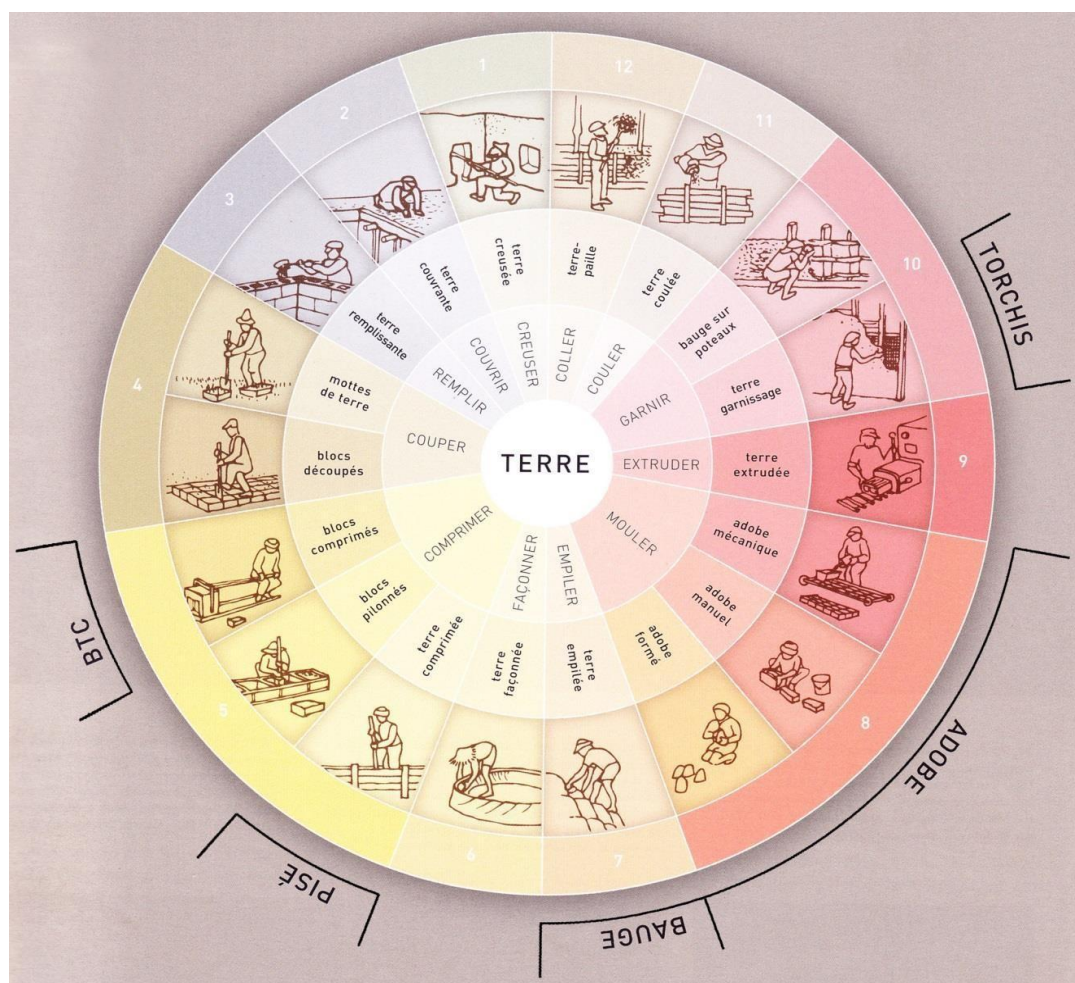 1
2
3
4
5
6
7
8
9
10
11
12
terre
creusée
terre
couvrante
terre
remplissante
mottes
de terre
blocs
découpés
blocs
comprimés
blocs
pilonnés
terre
comprimée
terre
façonnée
terre
empilée
adobe
formé
adobe
manuel
adobe
mécanique
terre
extrudée
terre
garnissage
bauge sur
poteaux
terre
coulée
terre-
paille
CREUSER
COUVRIR
REMPLIR
COUPER
COMPRIMER
FAÇONNER
EMPILER
MOULER
EXTRUDER
GARNIR
COULER
COLLER
TERRE
TORCHIS
ADOBE
BAUGE
PISÉ
BTC